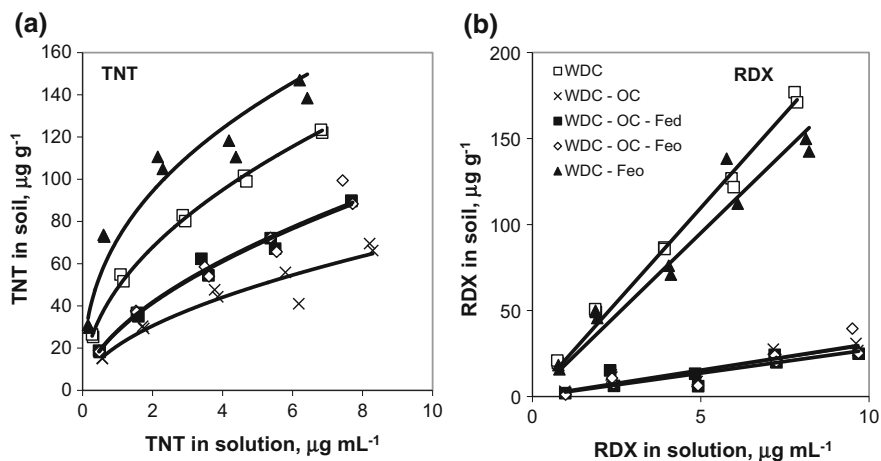 (a)
TNT
TNT in soil, µg g⁻¹
160
140
120
100
80
60
40
20
0
0 2 4 6 8 10
TNT in solution, µg mL⁻¹
(b)
RDX
WDC
WDC - OC
WDC - OC - Fed
WDC - OC - Feo
WDC - Feo
RDX in soil, µg g⁻¹
200
150
100
50
0
0 5 10
RDX in solution, µg mL⁻¹